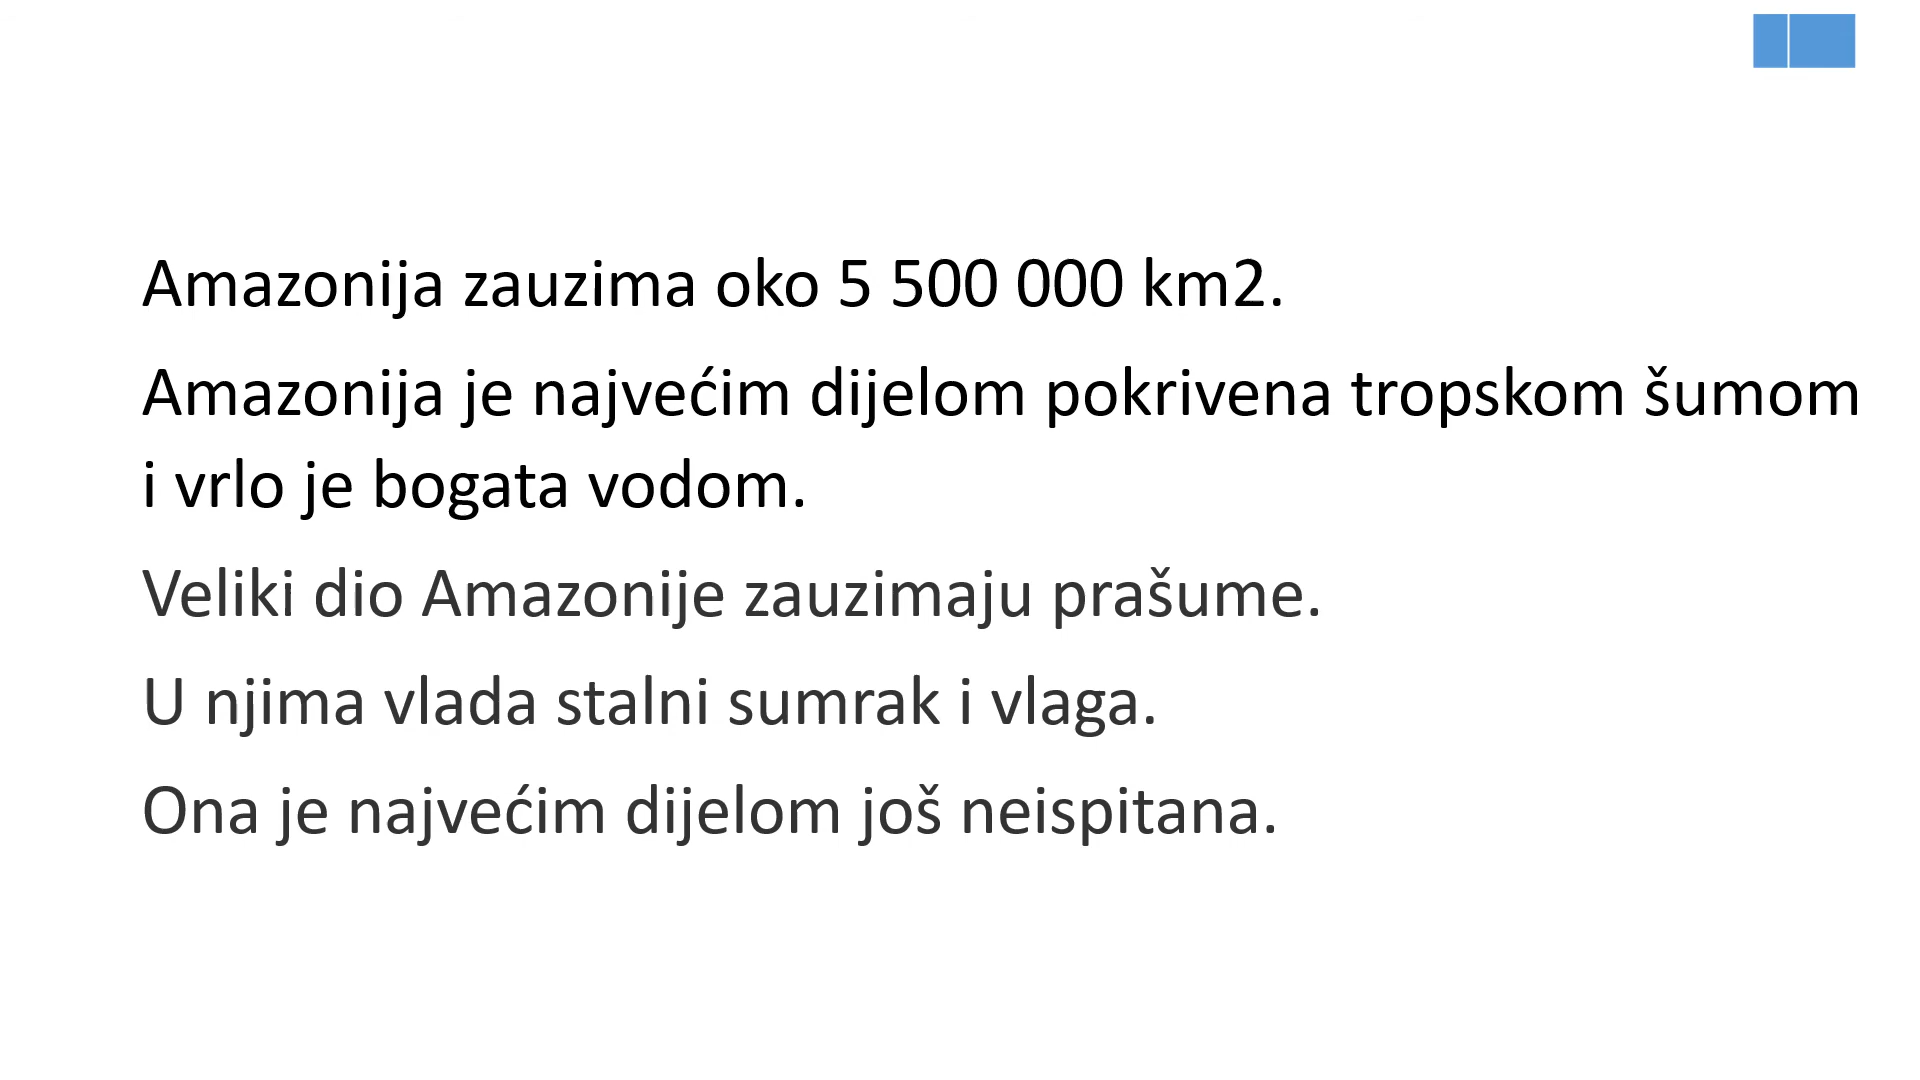 Amazonija zauzima oko 5 500 000 km2.
Amazonija je najvećim dijelom pokrivena tropskom šumom
i vrlo je bogata vodom.
Veliki dio Amazonije zauzimaju prašume.
U njima vlada stalni sumrak i vlaga.
Ona je najvećim dijelom još neispitana.